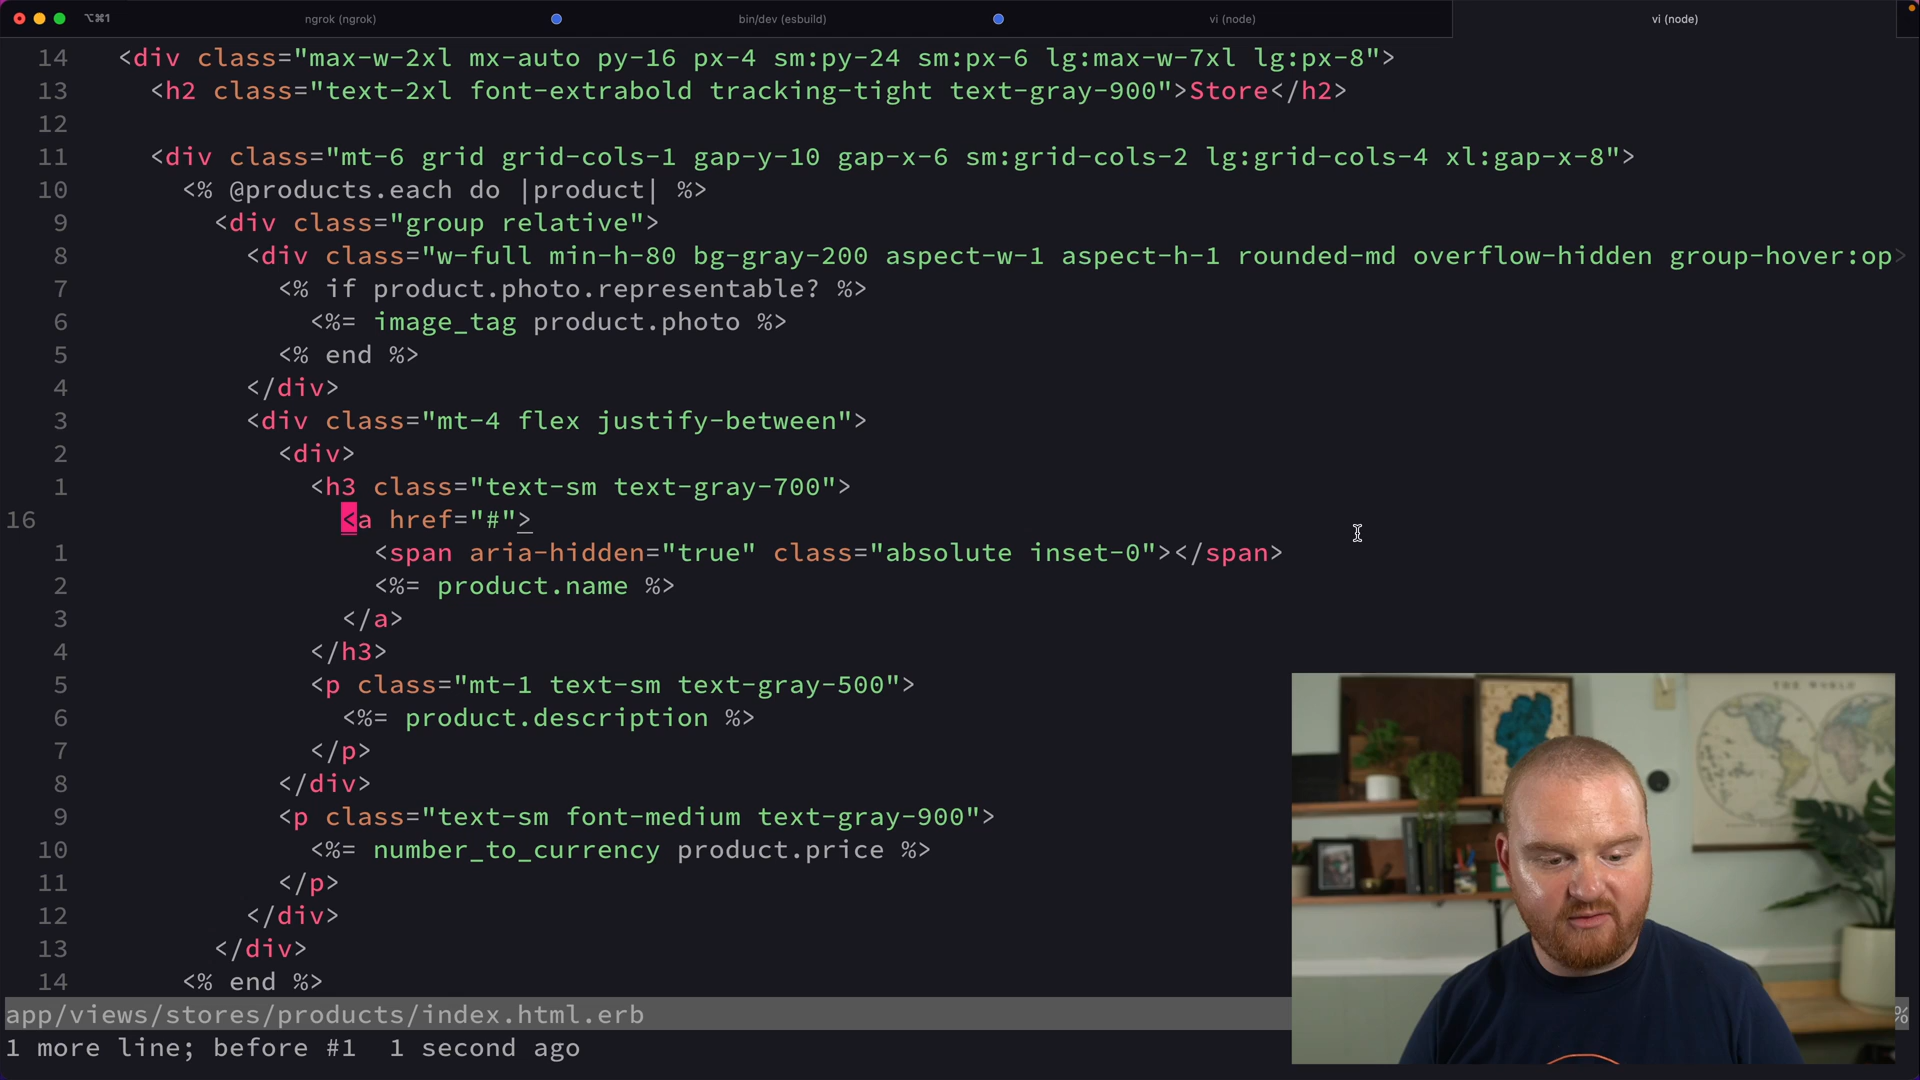 ⌥⌘1 ngrok (ngrok) bin/dev (esbuild) vi (node) vi (node)
14 <div class="max-w-2xl mx-auto py-16 px-4 sm:py-24 sm:px-6 lg:max-w-7xl lg:px-8">
13 <h2 class="text-2xl font-extrabold tracking-tight text-gray-900">Store</h2>
12
11 <div class="mt-6 grid grid-cols-1 gap-y-10 gap-x-6 sm:grid-cols-2 lg:grid-cols-4 xl:gap-x-8">
10 <% @products.each do |product| %>
9 <div class="group relative">
8 <div class="w-full min-h-80 bg-gray-200 aspect-w-1 aspect-h-1 rounded-md overflow-hidden group-hover:op>
7 <% if product.photo.representable? %>
6 <%= image_tag product.photo %>
5 <% end %>
4 </div>
3 <div class="mt-4 flex justify-between">
2 <div>
1 <h3 class="text-sm text-gray-700">
16 <a href="#">
1 <span aria-hidden="true" class="absolute inset-0"></span>
2 <%= product.name %>
3 </a>
4 </h3>
5 <p class="mt-1 text-sm text-gray-500">
6 <%= product.description %>
7 </p>
8 </div>
9 <p class="text-sm font-medium text-gray-900">
10 <%= number_to_currency product.price %>
11 </p>
12 </div>
13 </div>
14 <% end %>
app/views/stores/products/index.html.erb %
1 more line; before #1 1 second ago
THE WORLD